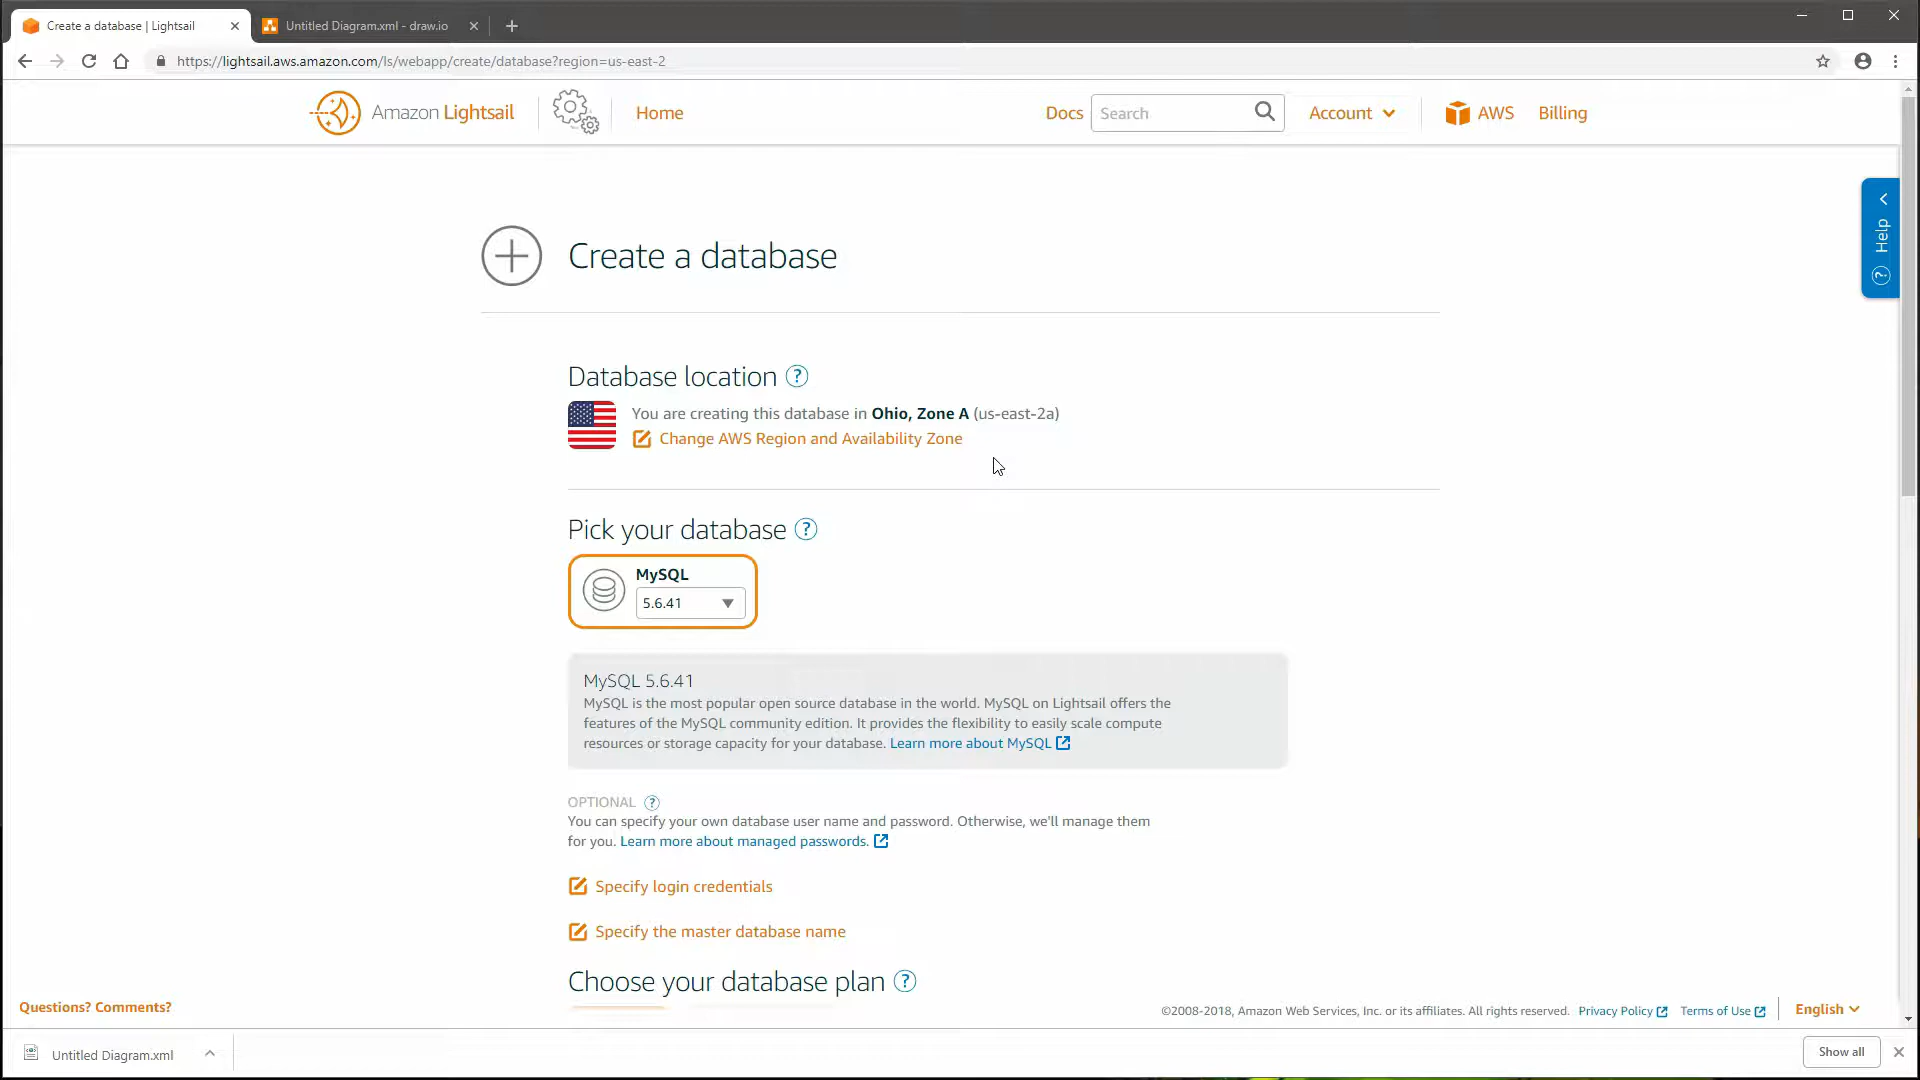 Create a database | Lightsail
Untitled Diagram.xml - draw.io
https://lightsail.aws.amazon.com/ls/webapp/create/database?region=us-east-2
Amazon Lightsail
Home
Docs
Search
Account
AWS
Billing
Help
Create a database
Database location
You are creating this database in Ohio, Zone A (us-east-2a)
Change AWS Region and Availability Zone
Pick your database
MySQL
5.6.41
MySQL 5.6.41
MySQL is the most popular open source database in the world. MySQL on Lightsail offers the
features of the MySQL community edition. It provides the flexibility to easily scale compute
resources or storage capacity for your database. Learn more about MySQL
OPTIONAL
You can specify your own database user name and password. Otherwise, we'll manage them
for you. Learn more about managed passwords.
Specify login credentials
Specify the master database name
Choose your database plan
Questions? Comments?
©2008-2018, Amazon Web Services, Inc. or its affiliates. All rights reserved.
Privacy Policy
Terms of Use
English
Untitled Diagram.xml
Show all